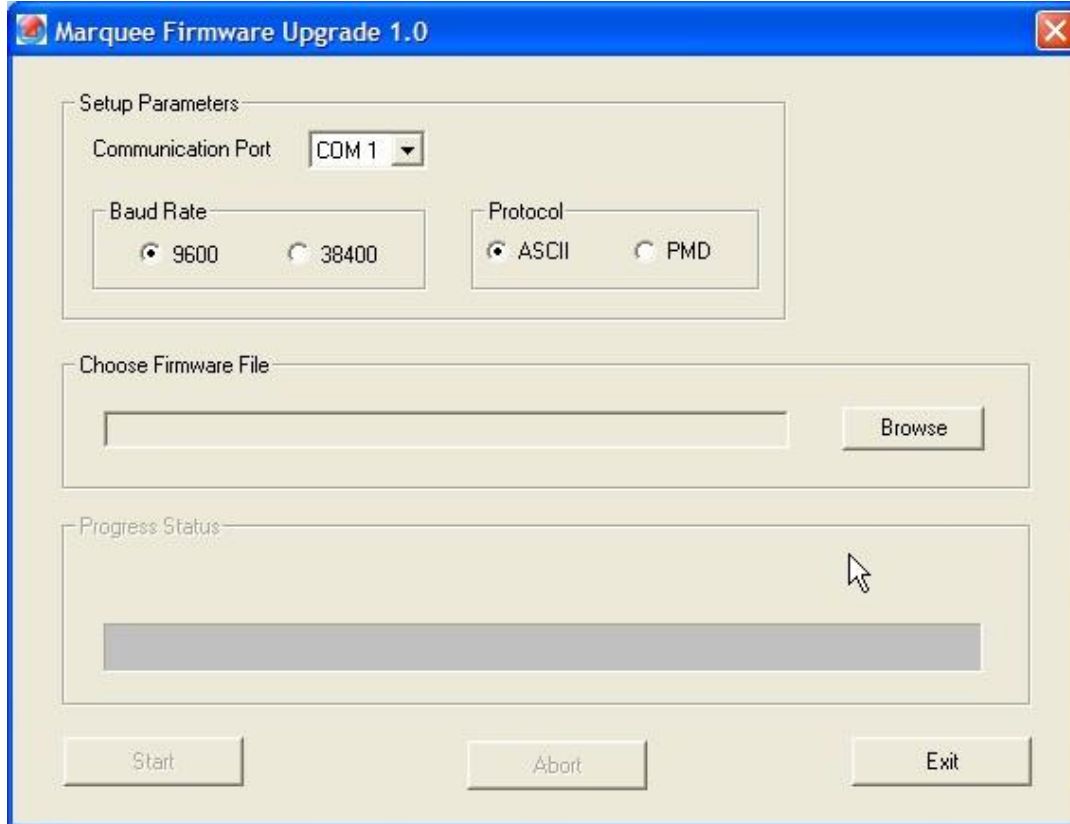 Marquee Firmware Upgrade 1.0
Setup Parameters
Communication Port COM 1
Baud Rate Protocol
9600 38400 ASCII PMD
Choose Firmware File
Browse
Progress Status
Start Abort Exit